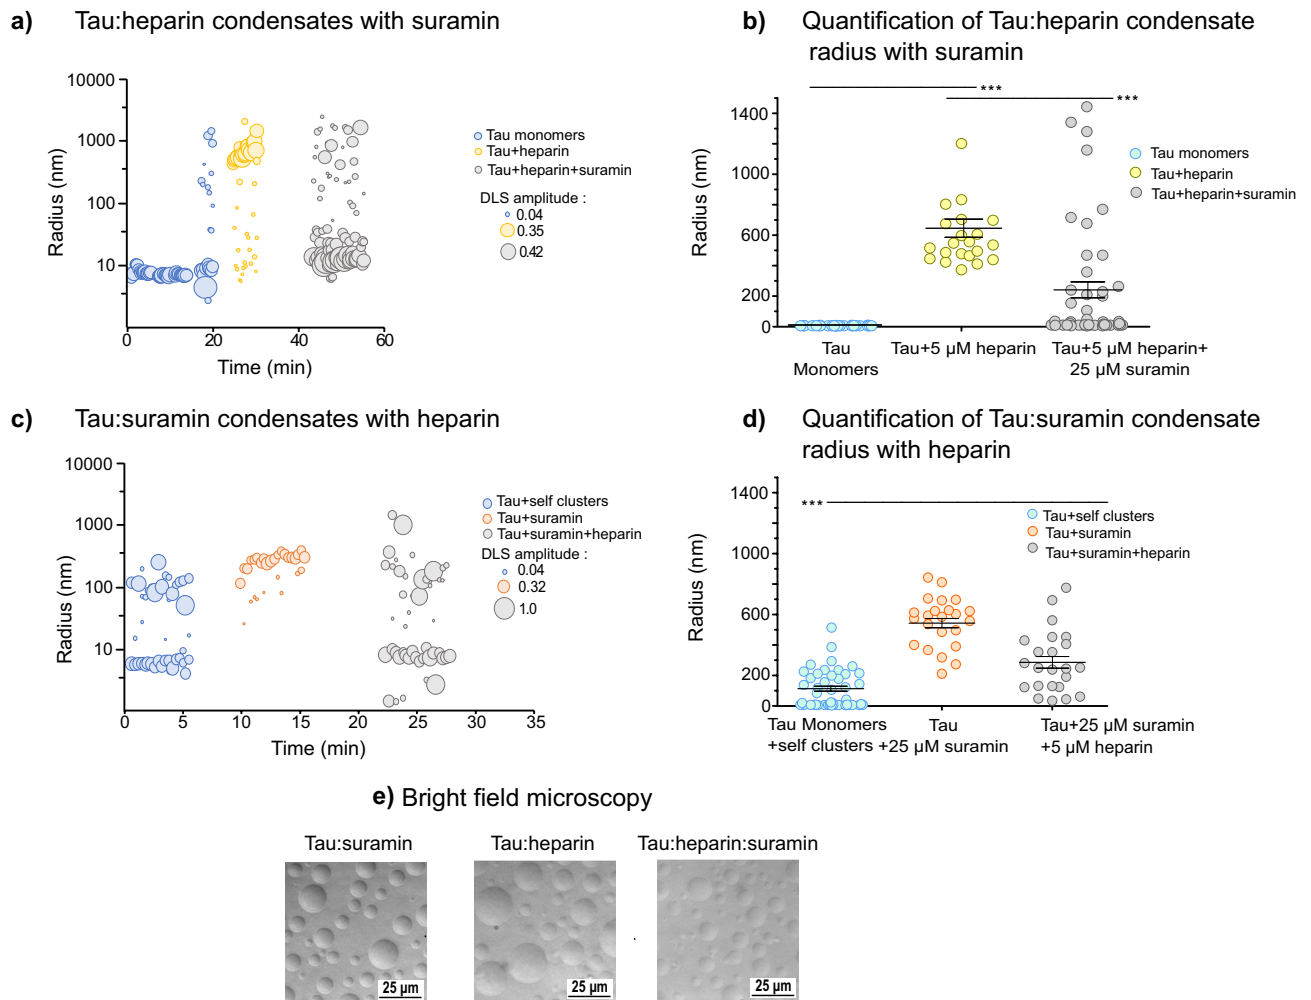 a) Tau:heparin condensates with suramin
Radius (nm)
10000
1000
100
10
0
20
40
60
Time (min)
Tau monomers
Tau+heparin
Tau+heparin+suramin
DLS amplitude :
0.04
0.35
0.42
b) Quantification of Tau:heparin condensate
radius with suramin
***
***
Radius (nm)
1400
1000
600
200
0
Tau monomers
Tau+heparin
Tau+heparin+suramin
Tau
Monomers
Tau+5 µM heparin
Tau+5 µM heparin+
25 µM suramin
c) Tau:suramin condensates with heparin
Radius (nm)
10000
1000
100
10
0
5
10
15
20
25
30
35
Time (min)
Tau+self clusters
Tau+suramin
Tau+suramin+heparin
DLS amplitude :
0.04
0.32
1.0
d) Quantification of Tau:suramin condensate
radius with heparin
***
Radius (nm)
1400
1000
600
200
0
Tau+self clusters
Tau+suramin
Tau+suramin+heparin
Tau Monomers
+self clusters
Tau
+25 µM suramin
Tau+25 µM suramin
+5 µM heparin
e) Bright field microscopy
Tau:suramin
Tau:heparin
Tau:heparin:suramin
25 µm
25 µm
25 µm